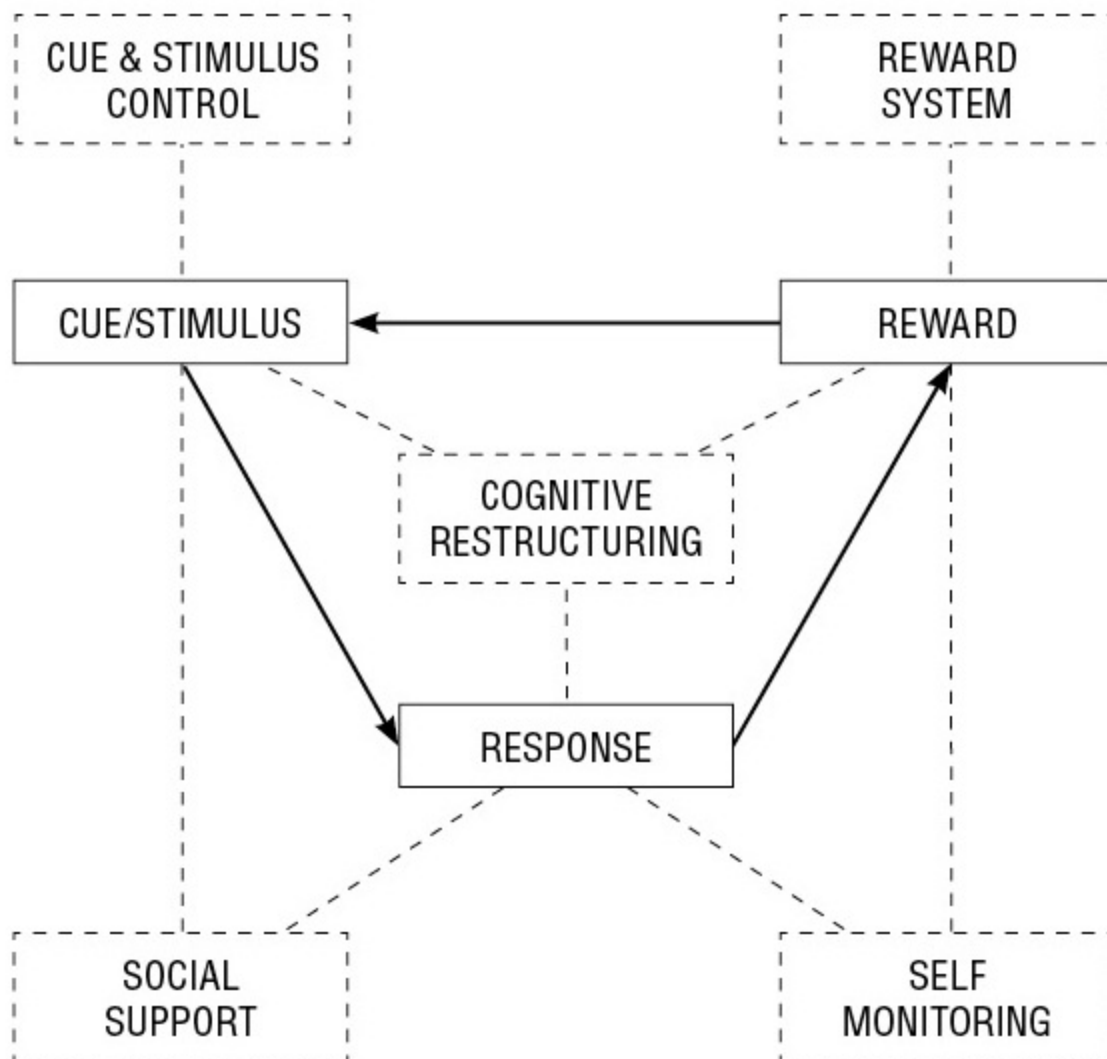 CUE & STIMULUS
CONTROL
REWARD
SYSTEM
CUE/STIMULUS
REWARD
COGNITIVE
RESTRUCTURING
RESPONSE
SOCIAL
SUPPORT
SELF
MONITORING